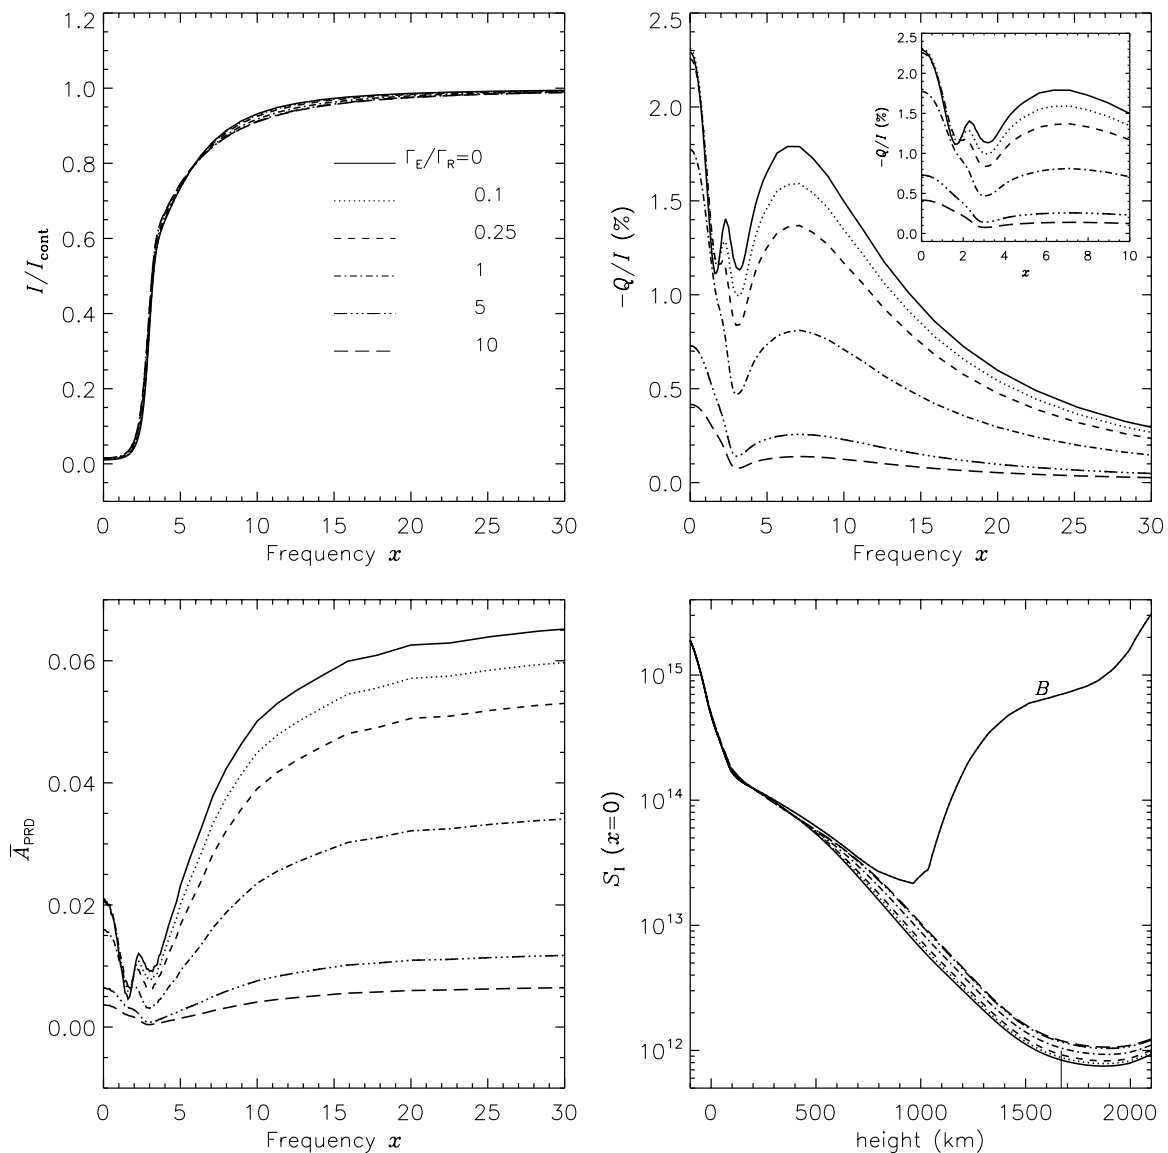 1.2
1.0
0.8
0.6
0.4
0.2
0.0
I/I_cont
Γ_E/Γ_R=0
0.1
0.25
1
5
10
0 5 10 15 20 25 30
Frequency x
2.5
2.0
1.5
1.0
0.5
0.0
−Q/I (%)
0 5 10 15 20 25 30
Frequency x
2.5
2.0
1.5
1.0
0.5
0.0
−Q/I (%)
0 2 4 6 8 10
x
0.06
0.04
0.02
0.00
A̅_PRD
0 5 10 15 20 25 30
Frequency x
10^15
10^14
10^13
10^12
S_I (x=0)
B
0 500 1000 1500 2000
height (km)